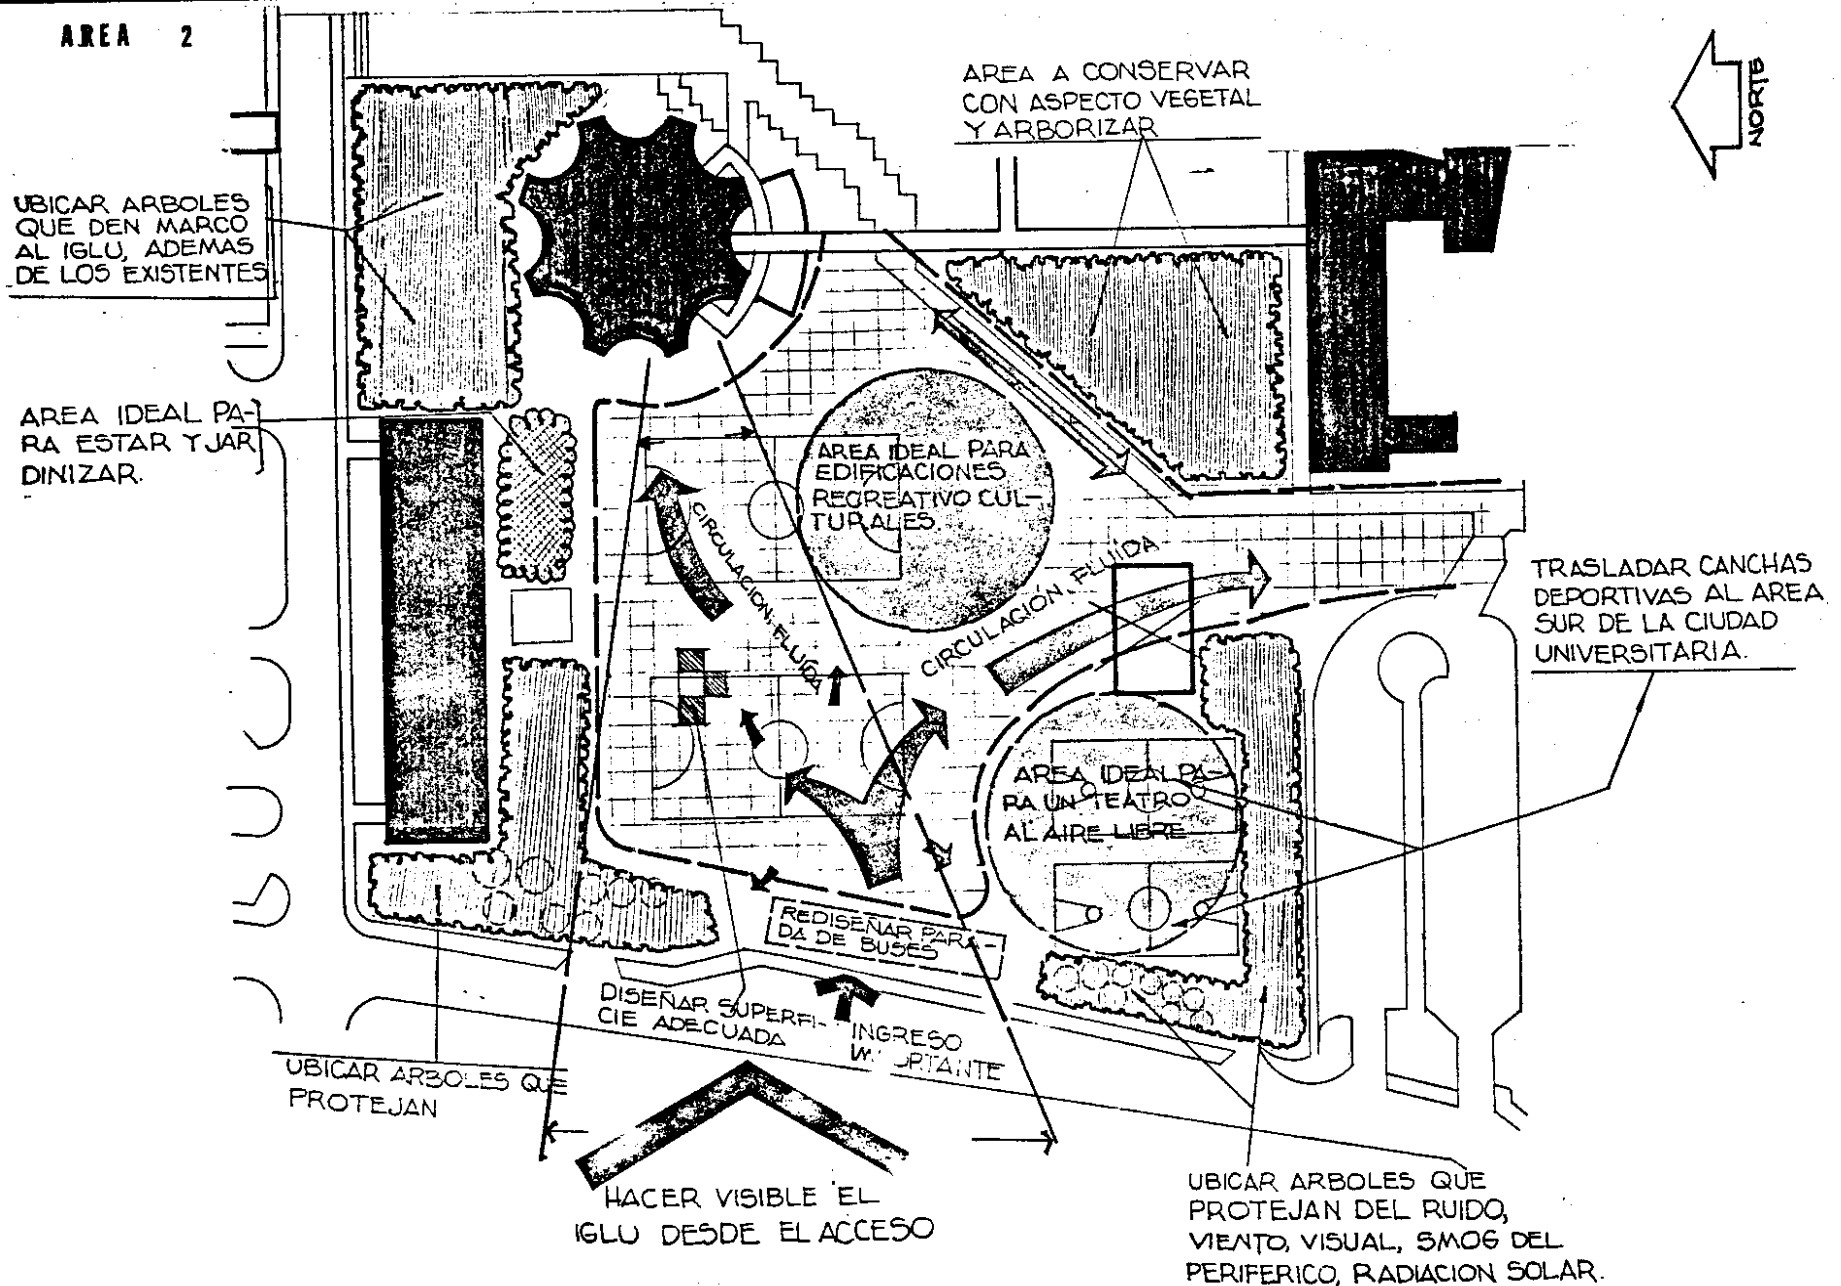 AREA 2
NORTE
AREA A CONSERVAR
CON ASPECTO VEGETAL
Y ARBORIZAR
UBICAR ARBOLES
QUE DEN MARCO
AL IGLU, ADEMAS
DE LOS EXISTENTES
AREA IDEAL PA-
RA ESTAR Y JAR
DINIZAR.
AREA IDEAL PARA
EDIFICACIONES
RECREATIVO CUL-
TURALES.
CIRCULACION FLUÍDA
CIRCULACIÓN FLUIDA
TRASLADAR CANCHAS
DEPORTIVAS AL AREA
SUR DE LA CIUDAD
UNIVERSITARIA.
AREA IDEAL PA-
RA UN TEATRO
AL AIRE LIBRE
REDISEÑAR PARA-
DA DE BUSES
DISEÑAR SUPERFI-
CIE ADECUADA
INGRESO
UBICAR ARBOLES QUE
PROTEJAN
HACER VISIBLE EL
IGLU DESDE EL ACCESO
UBICAR ARBOLES QUE
PROTEJAN DEL RUIDO,
VIENTO, VISUAL, SMOG DEL
PERIFERICO, RADIACION SOLAR.